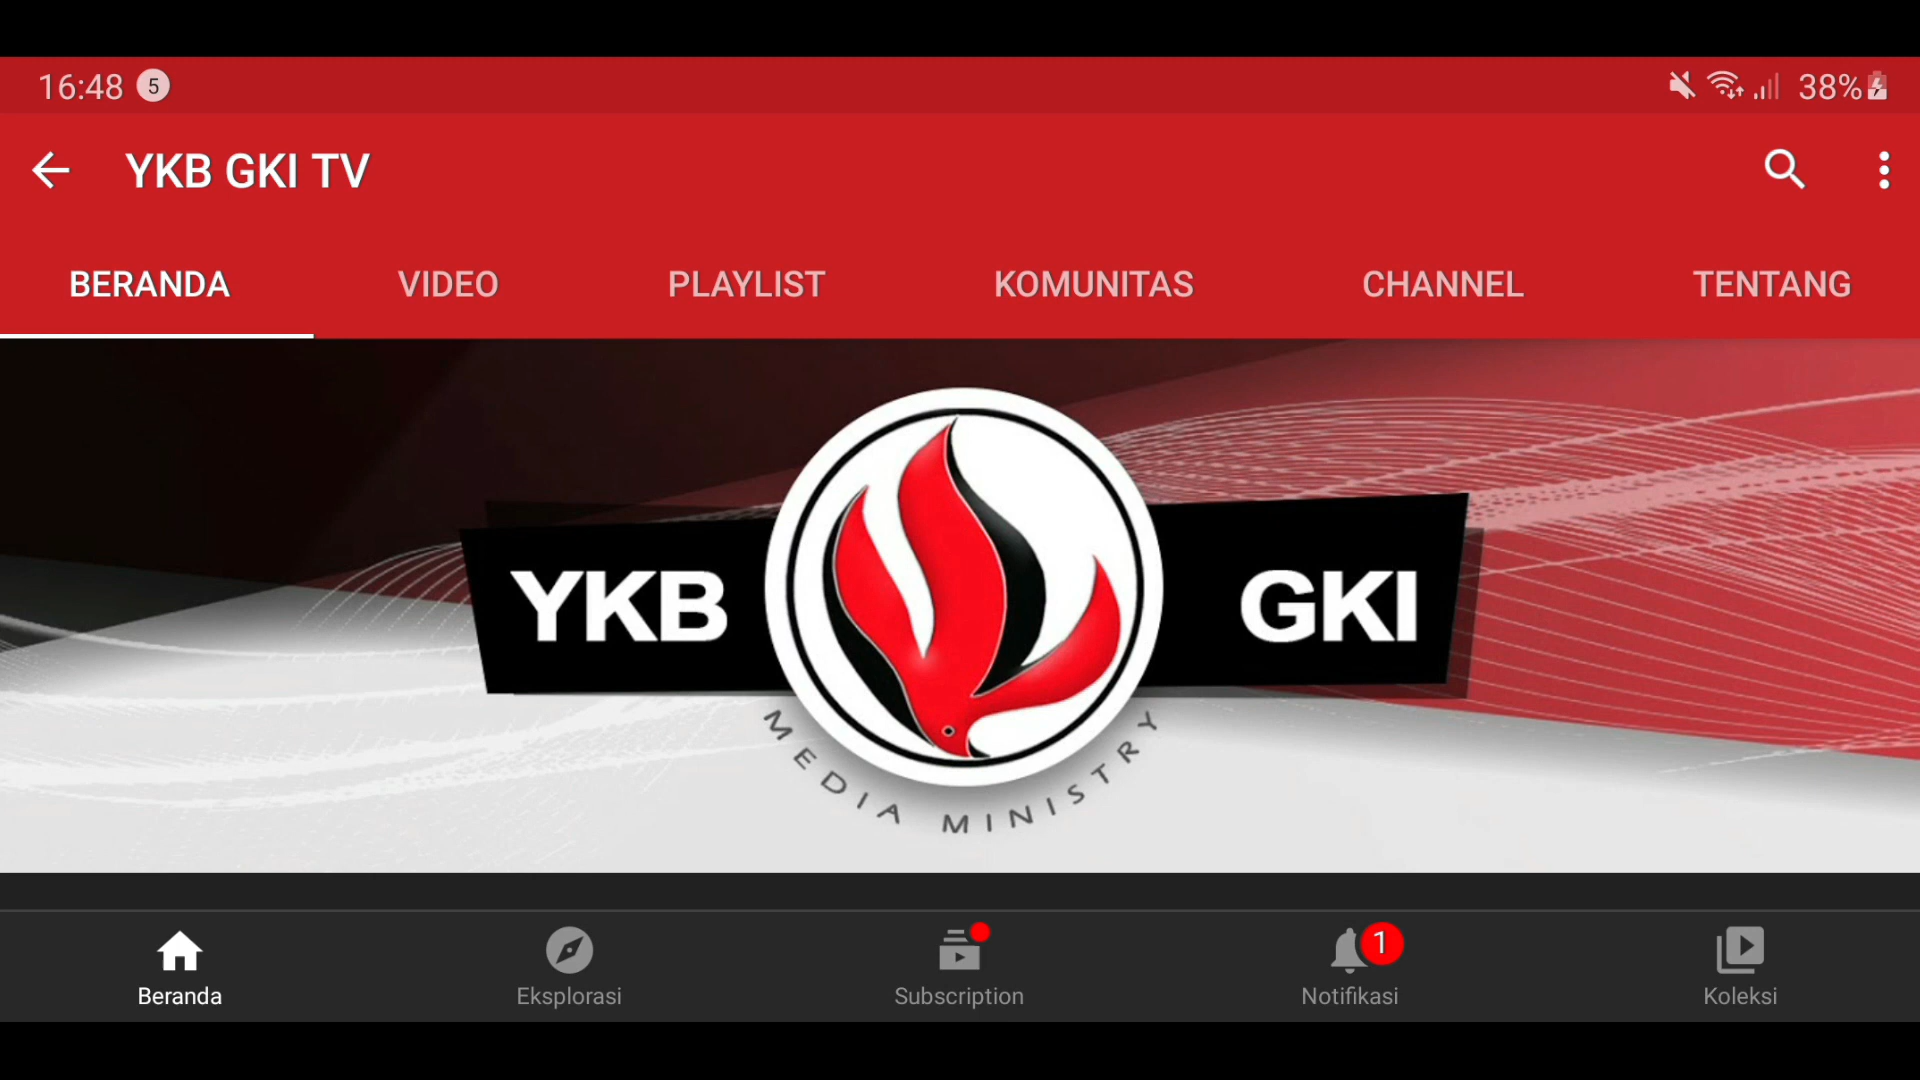 16:48 5 38%
YKB GKI TV
BERANDA VIDEO PLAYLIST KOMUNITAS CHANNEL TENTANG
YKB GKI
MEDIA MINISTRY
1
Beranda Eksplorasi Subscription Notifikasi Koleksi